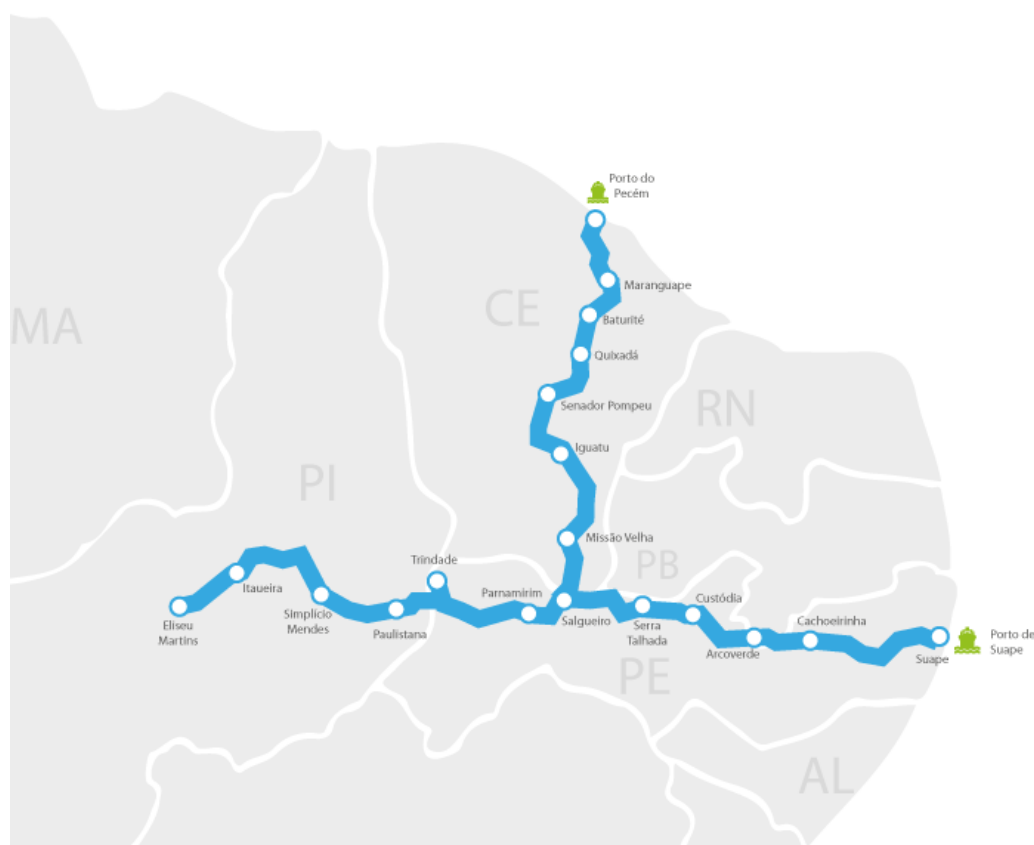 Porto do
Pecém
Maranguape
CE
Baturité
MA
Quixadá
RN
Senador Pompeu
Iguatu
PI
Missão Velha
Trindade
PB
Itaueira
Parnamirim
Custódia
Simplicio
Mendes
Salgueiro
Serra
Talhada
Cachoeirinha
Eliseu
Martins
Paulistana
Arcoverde
Suape
Porto de
Suape
PE
AL